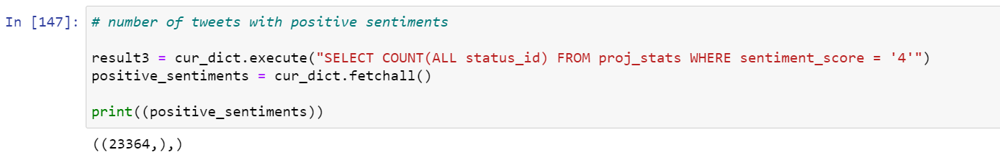 In [147]: # number of tweets with positive sentiments
result3 = cur_dict.execute("SELECT COUNT(ALL status_id) FROM proj_stats WHERE sentiment_score = '4'")
positive_sentiments = cur_dict.fetchall()
print((positive_sentiments))
((23364,),)